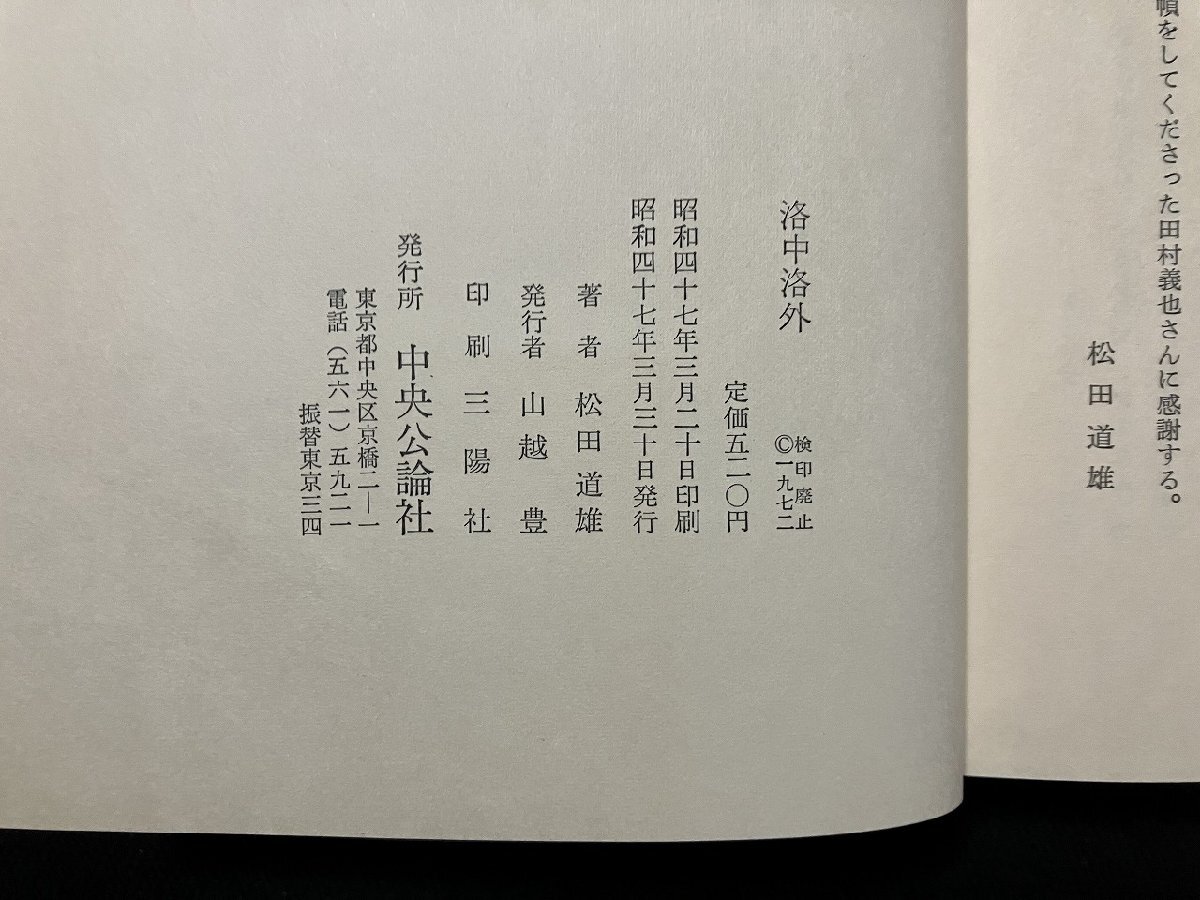 幀をしてくださった田村義也さんに感謝する。
松田道雄
洛中洛外
検印廃止
©一九七二
定価五二〇円
昭和四十七年三月二十日印刷
昭和四十七年三月三十日発行
著者 松田道雄
発行者 山越豊
印刷 三陽社
発行所 中央公論社
東京都中央区京橋二―一
電話(五六一)五九二一
振替東京三四